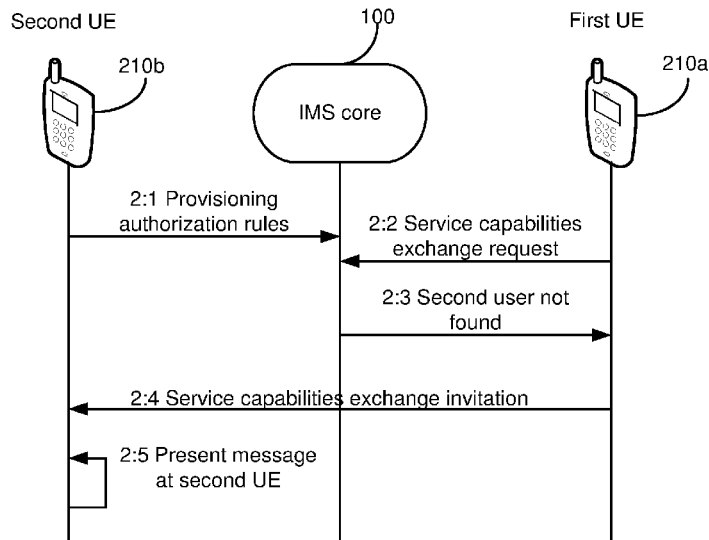 Second UE
100
First UE
210b
210a
IMS core
2:1 Provisioning
authorization rules
2:2 Service capabilities
exchange request
2:3 Second user not
found
2:4 Service capabilities exchange invitation
2:5 Present message
at second UE